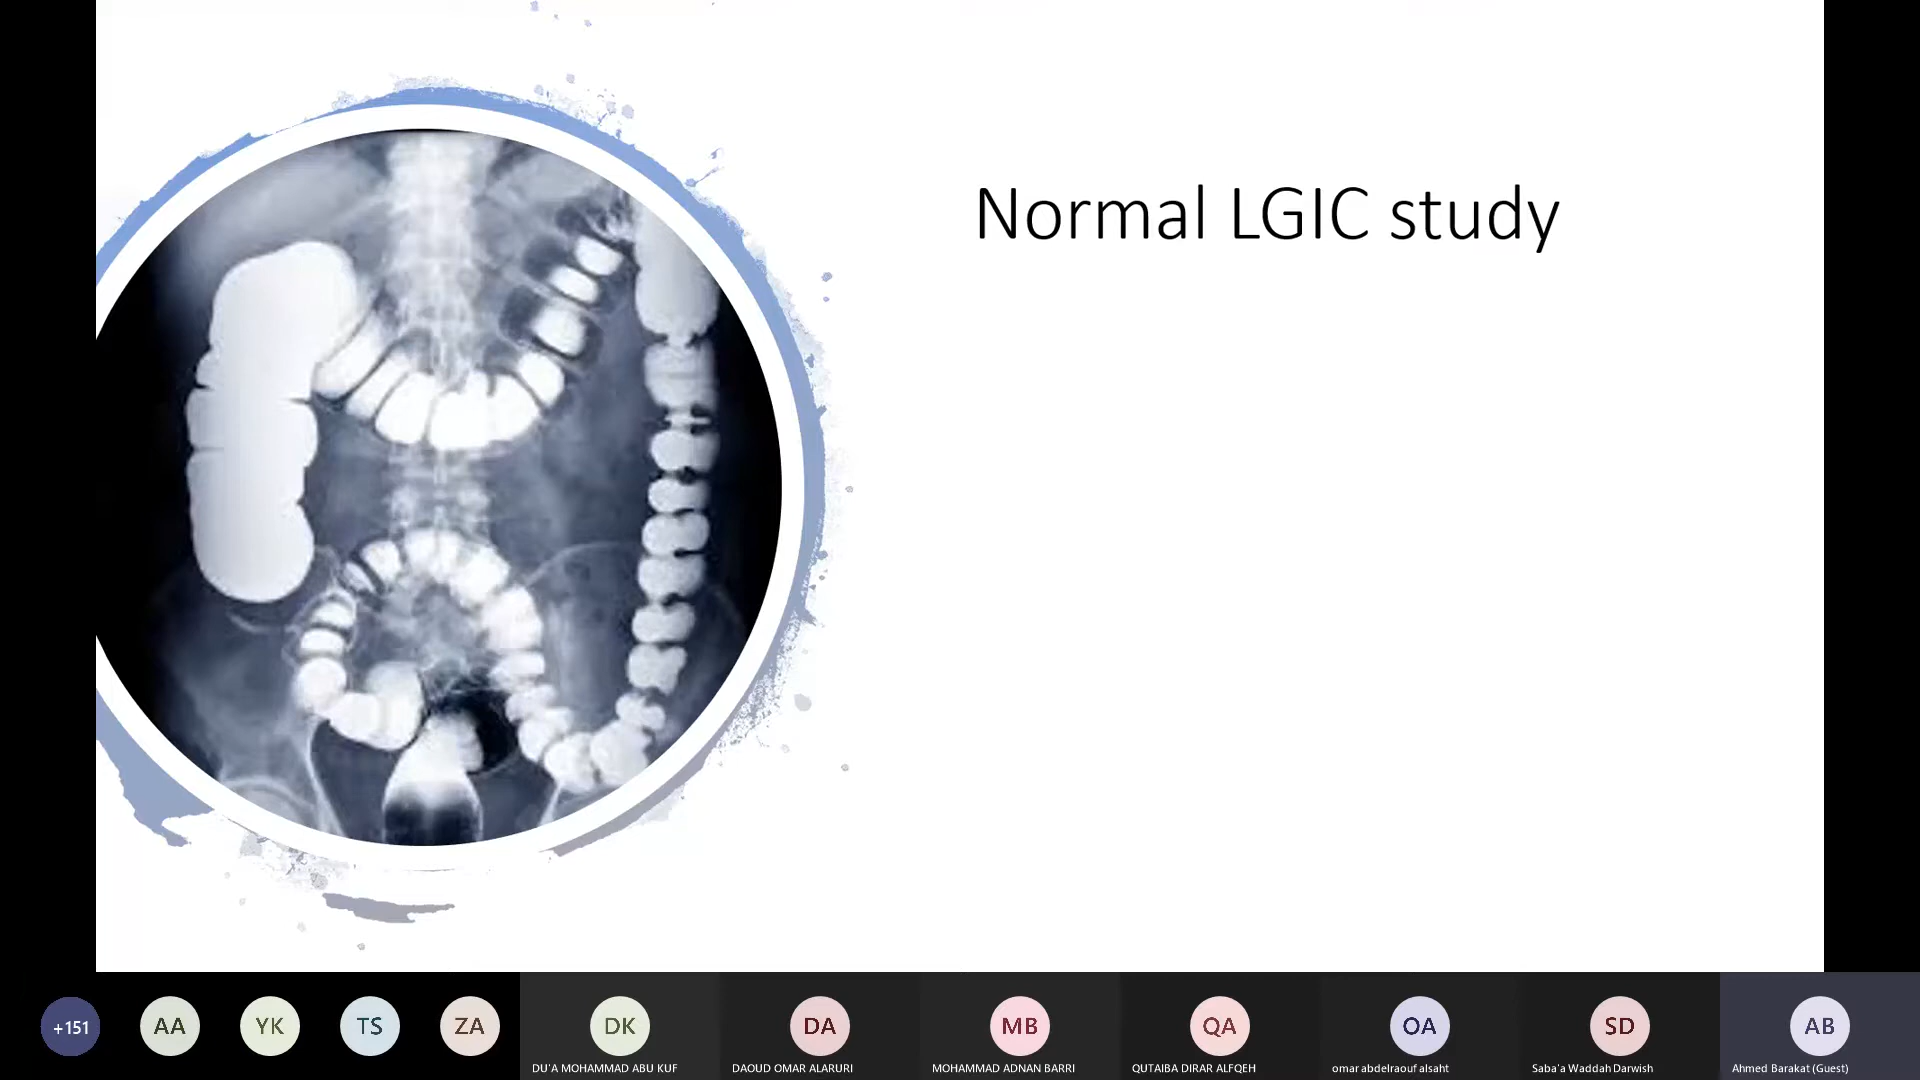 Normal LGIC study
+151
AA
YK
TS
ZA
DK
DA
MB
QA
OA
SD
AB
DU'A MOHAMMAD ABU KUF
DAOUD OMAR ALARURI
MOHAMMAD ADNAN BARRI
QUTAIBA DIRAR ALFQEH
omar abdelraouf alsaht
Saba'a Waddah Darwish
Ahmed Barakat (Guest)